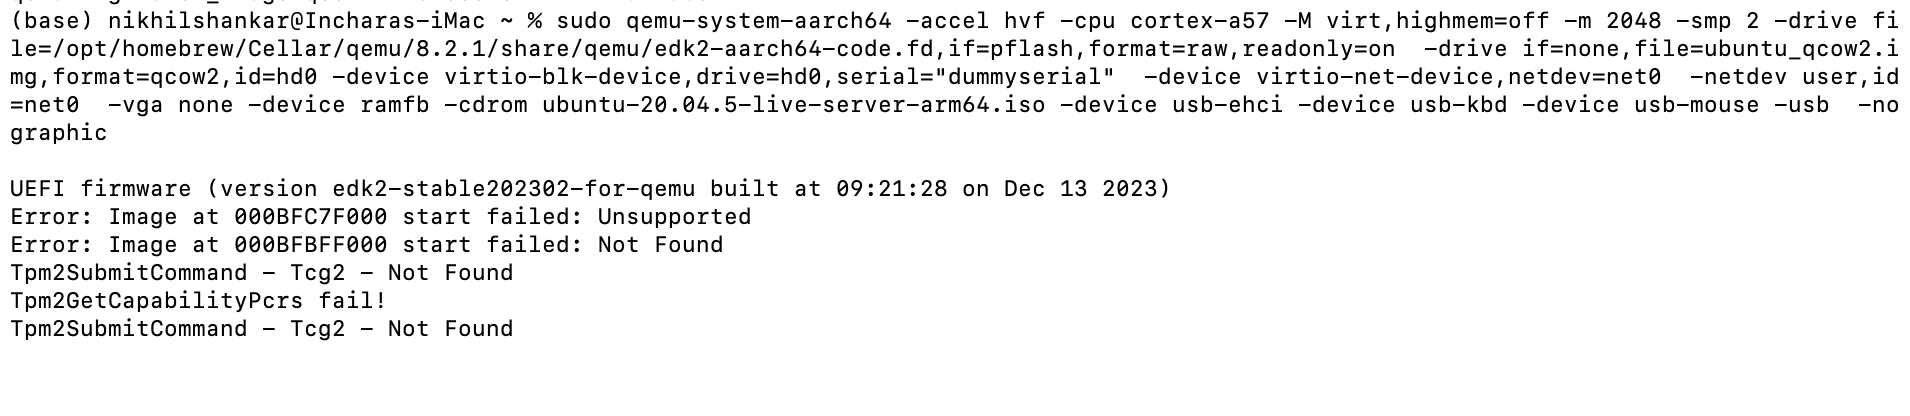 (base) nikhilshankar@Incharas-iMac ~ % sudo qemu-system-aarch64 -accel hvf -cpu cortex-a57 -M virt,highmem=off -m 2048 -smp 2 -drive fi
le=/opt/homebrew/Cellar/qemu/8.2.1/share/qemu/edk2-aarch64-code.fd,if=pflash,format=raw,readonly=on  -drive if=none,file=ubuntu_qcow2.i
mg,format=qcow2,id=hd0 -device virtio-blk-device,drive=hd0,serial="dummyserial"  -device virtio-net-device,netdev=net0  -netdev user,id
=net0  -vga none -device ramfb -cdrom ubuntu-20.04.5-live-server-arm64.iso -device usb-ehci -device usb-kbd -device usb-mouse -usb  -no
graphic
UEFI firmware (version edk2-stable202302-for-qemu built at 09:21:28 on Dec 13 2023)
Error: Image at 000BFC7F000 start failed: Unsupported
Error: Image at 000BFBFF000 start failed: Not Found
Tpm2SubmitCommand - Tcg2 - Not Found
Tpm2GetCapabilityPcrs fail!
Tpm2SubmitCommand - Tcg2 - Not Found